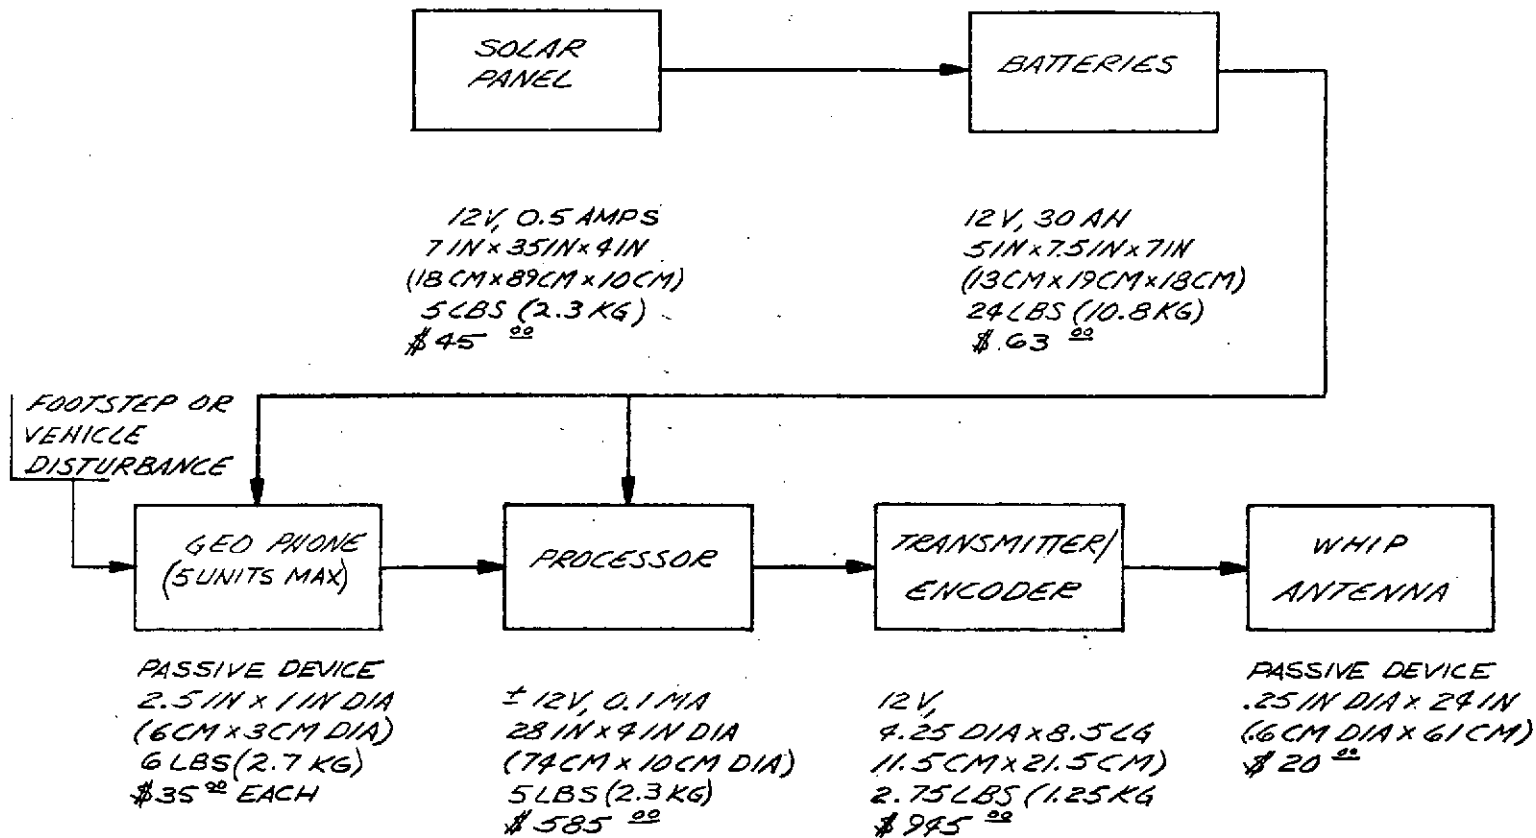 SOLAR
PANEL
BATTERIES
12V, 0.5 AMPS
7 IN x 35 IN x 4 IN
(18 CM x 89 CM x 10 CM)
5 LBS (2.3 KG)
$45 00
12V, 30 AH
5 IN x 7.5 IN x 7 IN
(13 CM x 19 CM x 18 CM)
24 LBS (10.8 KG)
$.63 00
FOOTSTEP OR
VEHICLE
DISTURBANCE
GEO PHONE
(5 UNITS MAX)
PROCESSOR
TRANSMITTER/
ENCODER
WHIP
ANTENNA
PASSIVE DEVICE
2.5 IN x 1 IN DIA
(6 CM x 3 CM DIA)
6 LBS (2.7 KG)
$35 00 EACH
± 12V, 0.1 MA
28 IN x 4 IN DIA
(74 CM x 10 CM DIA)
5 LBS (2.3 KG)
$585 00
12V,
4.25 DIA x 8.5 LG
11.5 CM x 21.5 CM)
2.75 LBS (1.25 KG
$945 00
PASSIVE DEVICE
.25 IN DIA x 24 IN
(.6 CM DIA x 61 CM)
$20 00